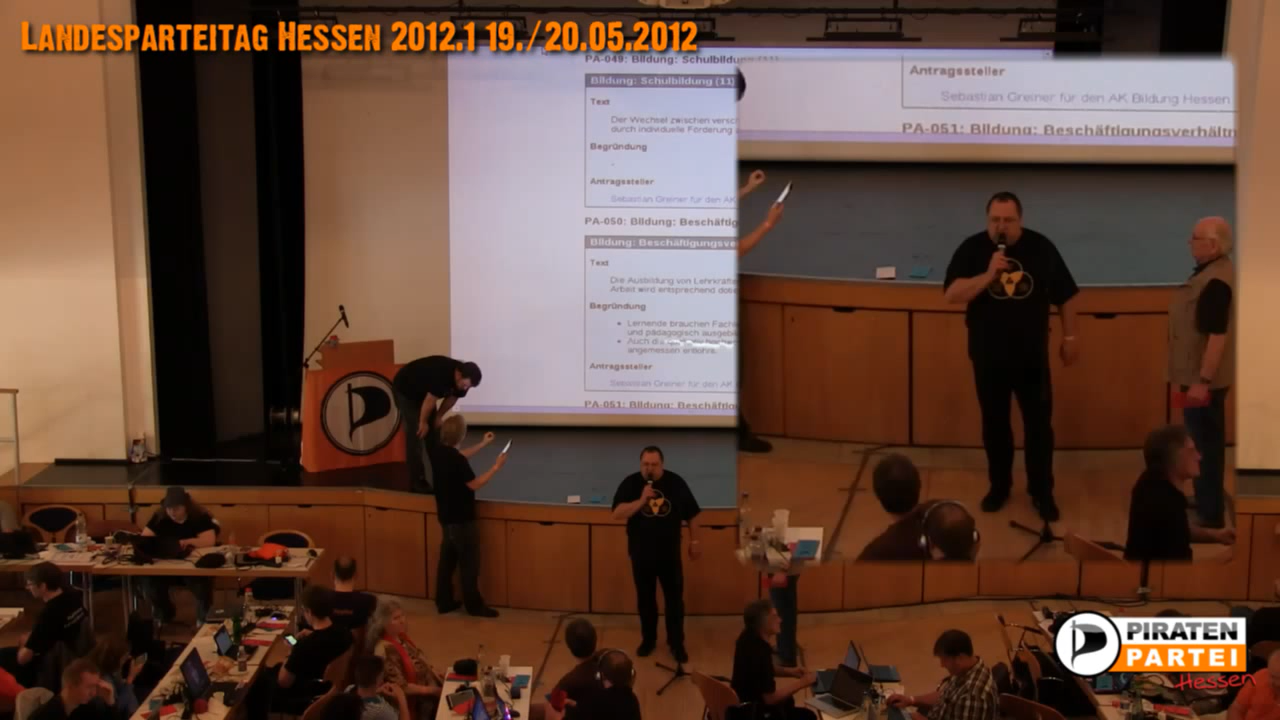 Landesparteitag Hessen 2012.1 19./20.05.2012
PA-049: Bildung: Schulbildung (11)
Bildung: Schulbildung (11)
Text
Der Wechsel zwischen versc
durch individuelle Förderung
Begründung
-
Antragssteller
Sebastian Greiner für den AK
PA-050: Bildung: Beschäftig
Bildung: Beschäftigungsve
Text
Die Ausbildung von Lehrkräfte
Arbeit wird entsprechend
Begründung
Lernende brauchen Fach
und pädagogisch ausgebi
Auch die
angemessen entlohnt.
Antragssteller
Sebastian Greiner für den AK
PA-051: Bildung: Beschäftig
Antragssteller
Sebastian Greiner für den AK Bildung Hessen
PA-051: Bildung: Beschäftigungsverhältn
PIRATEN
PARTEI
Hessen